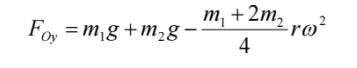 F_{Oy} = m_1 g + m_2 g - \frac{m_1 + 2m_2}{4} r\omega^2